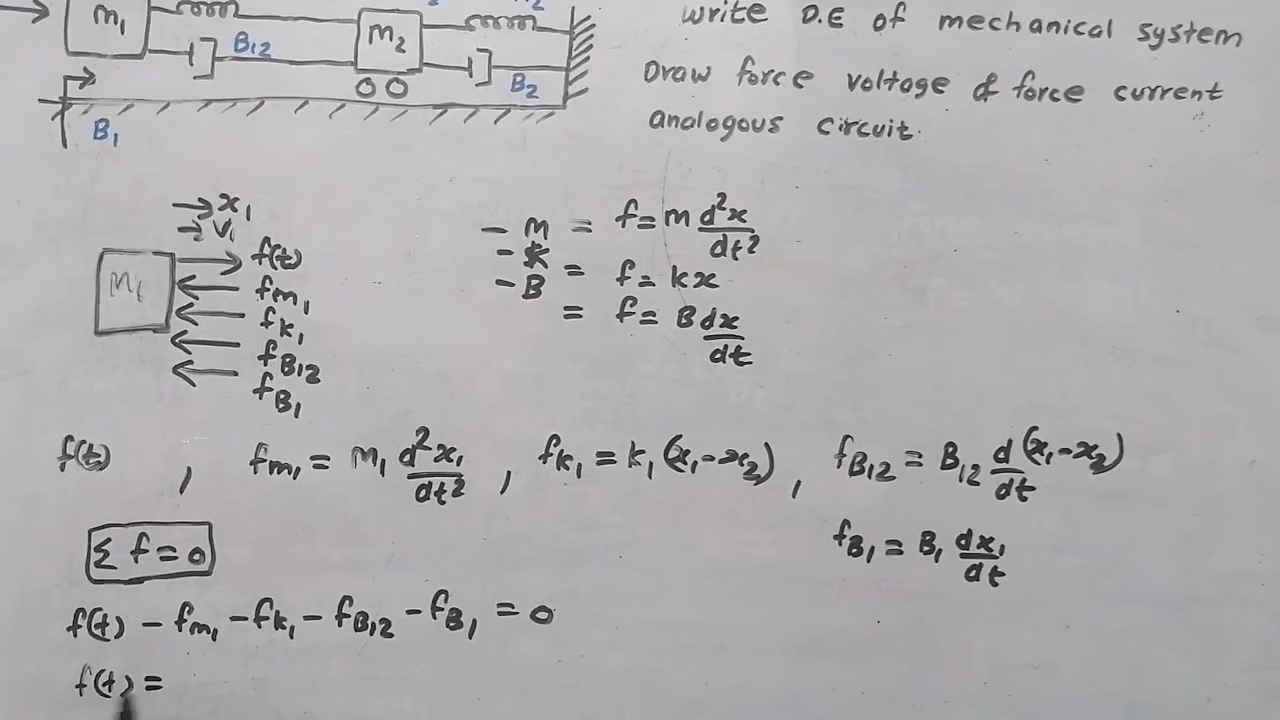 m₁
B₁₂
m₂
B₂
B₁
write D.E of mechanical system
Draw force voltage & force current
analogous circuit.
x₁
v₁
M₁
f(t)
fm₁
fk₁
fB₁₂
fB₁
- M = f = m d²x/dt²
- K = f = kx
- B = f = B dx/dt
f(t), fm₁ = M₁ d²x₁/dt², fk₁ = k₁(x₁-x₂), fB₁₂ = B₁₂ d(x₁-x₂)/dt
fB₁ = B₁ dx₁/dt
Σ f = 0
f(t) - fm₁ - fk₁ - fB₁₂ - fB₁ = 0
f(t) =